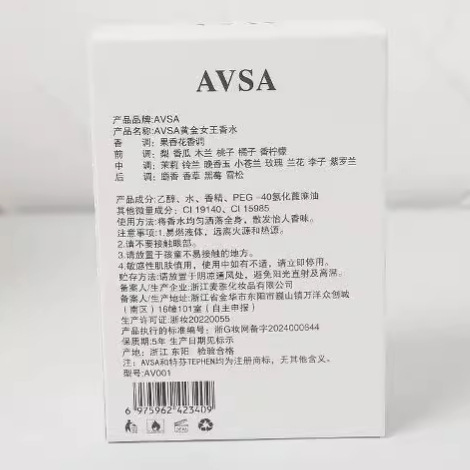 AVSA
产品品牌:AVSA
产品名称:AVSA黄金女王香水
香 调: 果香花香调
前 调: 梨 香瓜 木兰 桃子 橘子 香柠檬
中 调: 茉莉 铃兰 晚香玉 小苍兰 玫瑰 兰花 李子 紫罗兰
后 调: 麝香 香草 黑莓 雪松
产品成分:乙醇、水、香精、PEG -40氢化蓖麻油
其他微量成分: CI 19140、CI 15985
使用方法:将香水均匀洒落全身、散发怡人香味。
注意事项:1.易燃液体，远离火源和热源。
2.请不要接触眼部。
3.请放置于孩童不易接触的地方。
4.敏感性肌肤慎用，使用中如有不适，请立即停用。
贮存方法:请放置于阴凉通风处，避免阳光直射及高温。
备案人/生产企业:浙江麦雅化妆品有限公司
备案人/生产地址:浙江省金华市东阳市巍山镇万洋众创城
（南区）16幢101室（自主申报）
生产许可证:浙妆20220055
产品执行的标准编号: 浙G妆网备字2024000644
保质期:5年 生产日期见标示
产地: 浙江 东阳 检验合格
注: AVSA和特芬TEPHEN均为注册商标，无其他含义。
型号:AV001
6 975962 423409